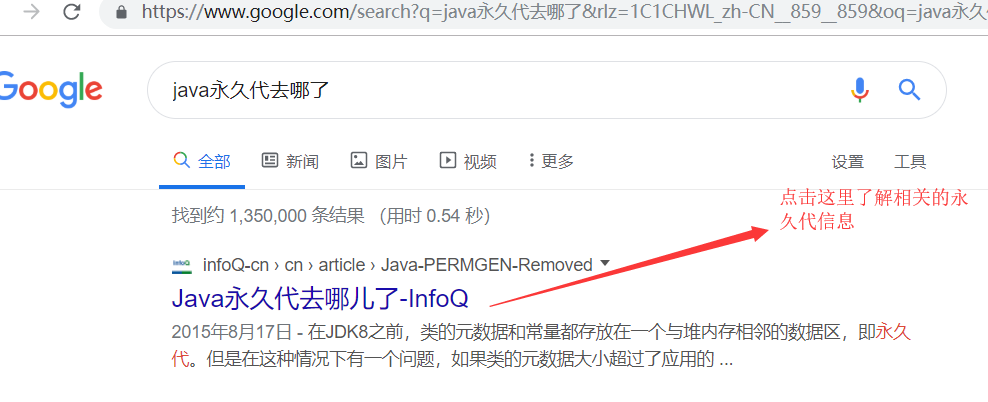 https://www.google.com/search?q=java永久代去哪了&rlz=1C1CHWL_zh-CN__859__859&oq=java永久
Google
java永久代去哪了
全部 新闻 图片 视频 更多 设置 工具
找到约 1,350,000 条结果 （用时 0.54 秒）
点击这里了解相关的永
久代信息
InfoQ infoQ-cn › cn › article › Java-PERMGEN-Removed
Java永久代去哪儿了-InfoQ
2015年8月17日 - 在JDK8之前，类的元数据和常量都存放在一个与堆内存相邻的数据区，即永久
代。但是在这种情况下有一个问题，如果类的元数据大小超过了应用的 ...